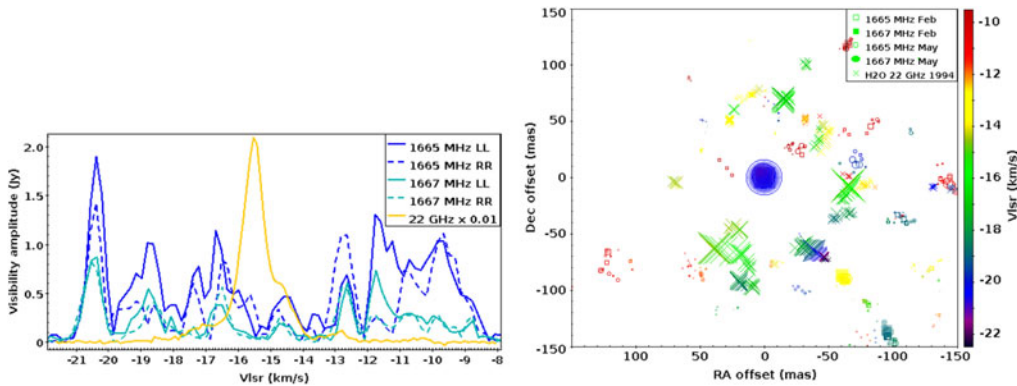 2.0
1.5
1.0
0.5
0
Visibility amplitude (Jy)
1665 MHz LL
1665 MHz RR
1667 MHz LL
1667 MHz RR
22 GHz x 0.01
-21 -20 -19 -18 -17 -16 -15 -14 -13 -12 -11 -10 -9 -8
Vlsr (km/s)
150
100
50
0
-50
-100
-150
Dec offset (mas)
1665 MHz Feb
1667 MHz Feb
1665 MHz May
1667 MHz May
H2O 22 GHz 1994
100 50 0 -50 -100 -150
RA offset (mas)
-10
-12
-14
-16
-18
-20
-22
Vlsr (km/s)